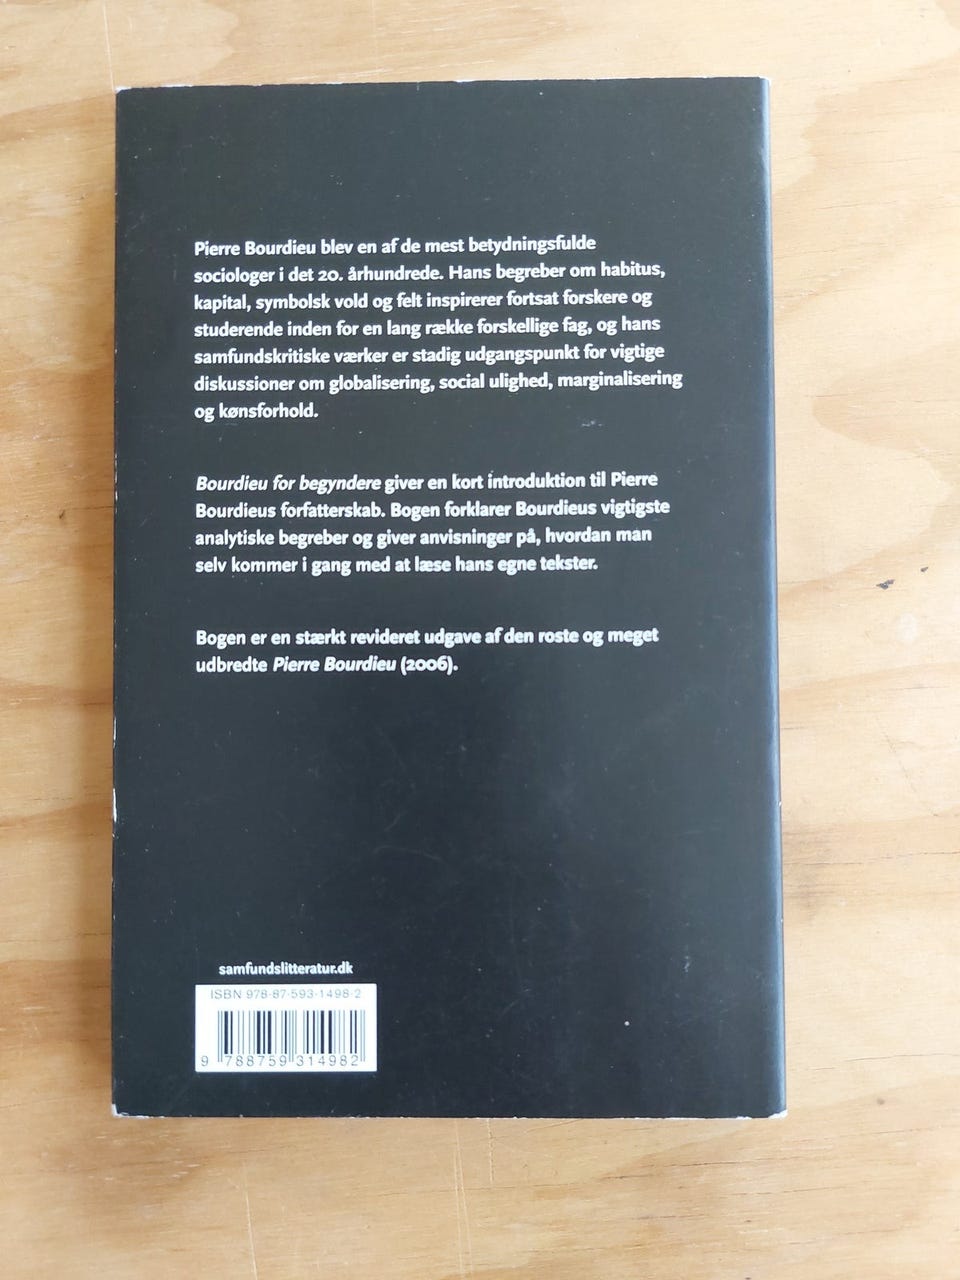 Pierre Bourdieu blev en af de mest betydningsfulde
sociologer i det 20. århundrede. Hans begreber om habitus,
kapital, symbolsk vold og felt inspirerer fortsat forskere og
studerende inden for en lang række forskellige fag, og hans
samfundskritiske værker er stadig udgangspunkt for vigtige
diskussioner om globalisering, social ulighed, marginalisering
og kønsforhold.
Bourdieu for begyndere giver en kort introduktion til Pierre
Bourdieus forfatterskab. Bogen forklarer Bourdieus vigtigste
analytiske begreber og giver anvisninger på, hvordan man
selv kommer i gang med at læse hans egne tekster.
Bogen er en stærkt revideret udgave af den roste og meget
udbredte Pierre Bourdieu (2006).
samfundslitteratur.dk
ISBN 978-87-593-1498-2
9 788759 314982